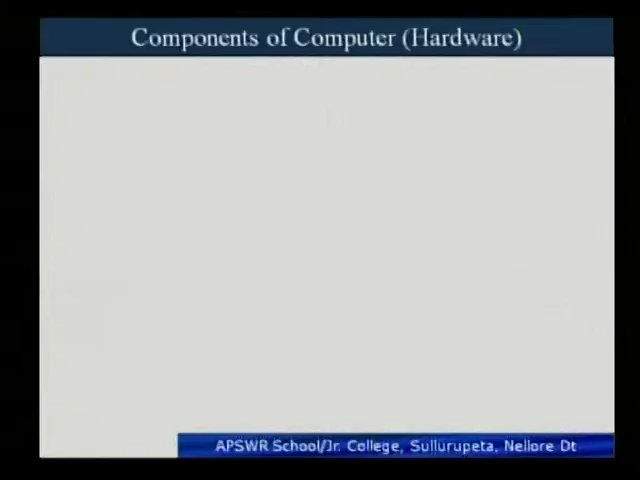 Components of Computer (Hardware)
APSWR School/Jr. College, Sullurupeta, Nellore Dt